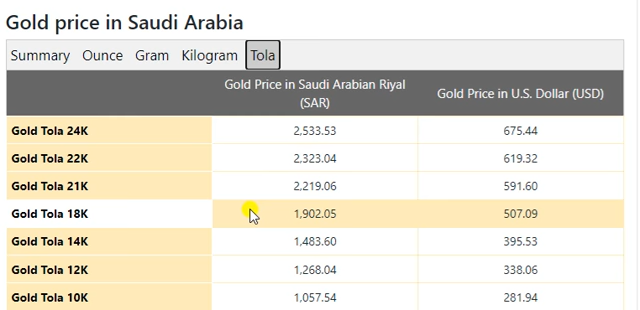 Gold price in Saudi Arabia
Summary Ounce Gram Kilogram Tola
Gold Price in Saudi Arabian Riyal
(SAR)
Gold Price in U.S. Dollar (USD)
Gold Tola 24K 2,533.53 675.44
Gold Tola 22K 2,323.04 619.32
Gold Tola 21K 2,219.06 591.60
Gold Tola 18K 1,902.05 507.09
Gold Tola 14K 1,483.60 395.53
Gold Tola 12K 1,268.04 338.06
Gold Tola 10K 1,057.54 281.94